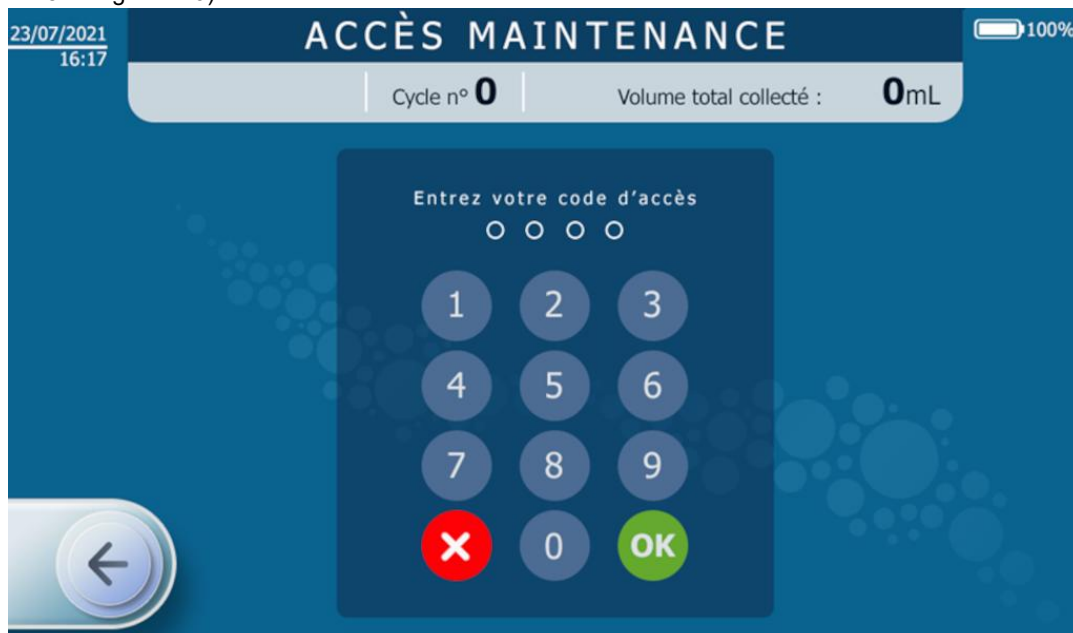 23/07/2021
16:17
ACCÈS MAINTENANCE
100%
Cycle n° 0
Volume total collecté : 0mL
Entrez votre code d'accès
1 2 3
4 5 6
7 8 9
0 OK